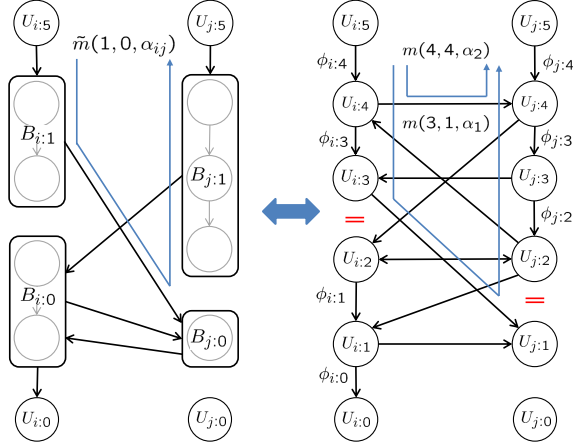 U_{i:5} U_{j:5} U_{i:5} U_{j:5}
m̃(1, 0, α_{ij}) m(4, 4, α_2)
ϕ_{i:4} ϕ_{j:4}
U_{i:4} U_{j:4}
m(3, 1, α_1)
B_{i:1} ϕ_{i:3} ϕ_{j:3}
B_{j:1} U_{i:3} U_{j:3}
= ϕ_{j:2}
U_{i:2} U_{j:2}
B_{i:0} ϕ_{i:1} =
B_{j:0} U_{i:1} U_{j:1}
ϕ_{i:0}
U_{i:0} U_{j:0} U_{i:0} U_{j:0}